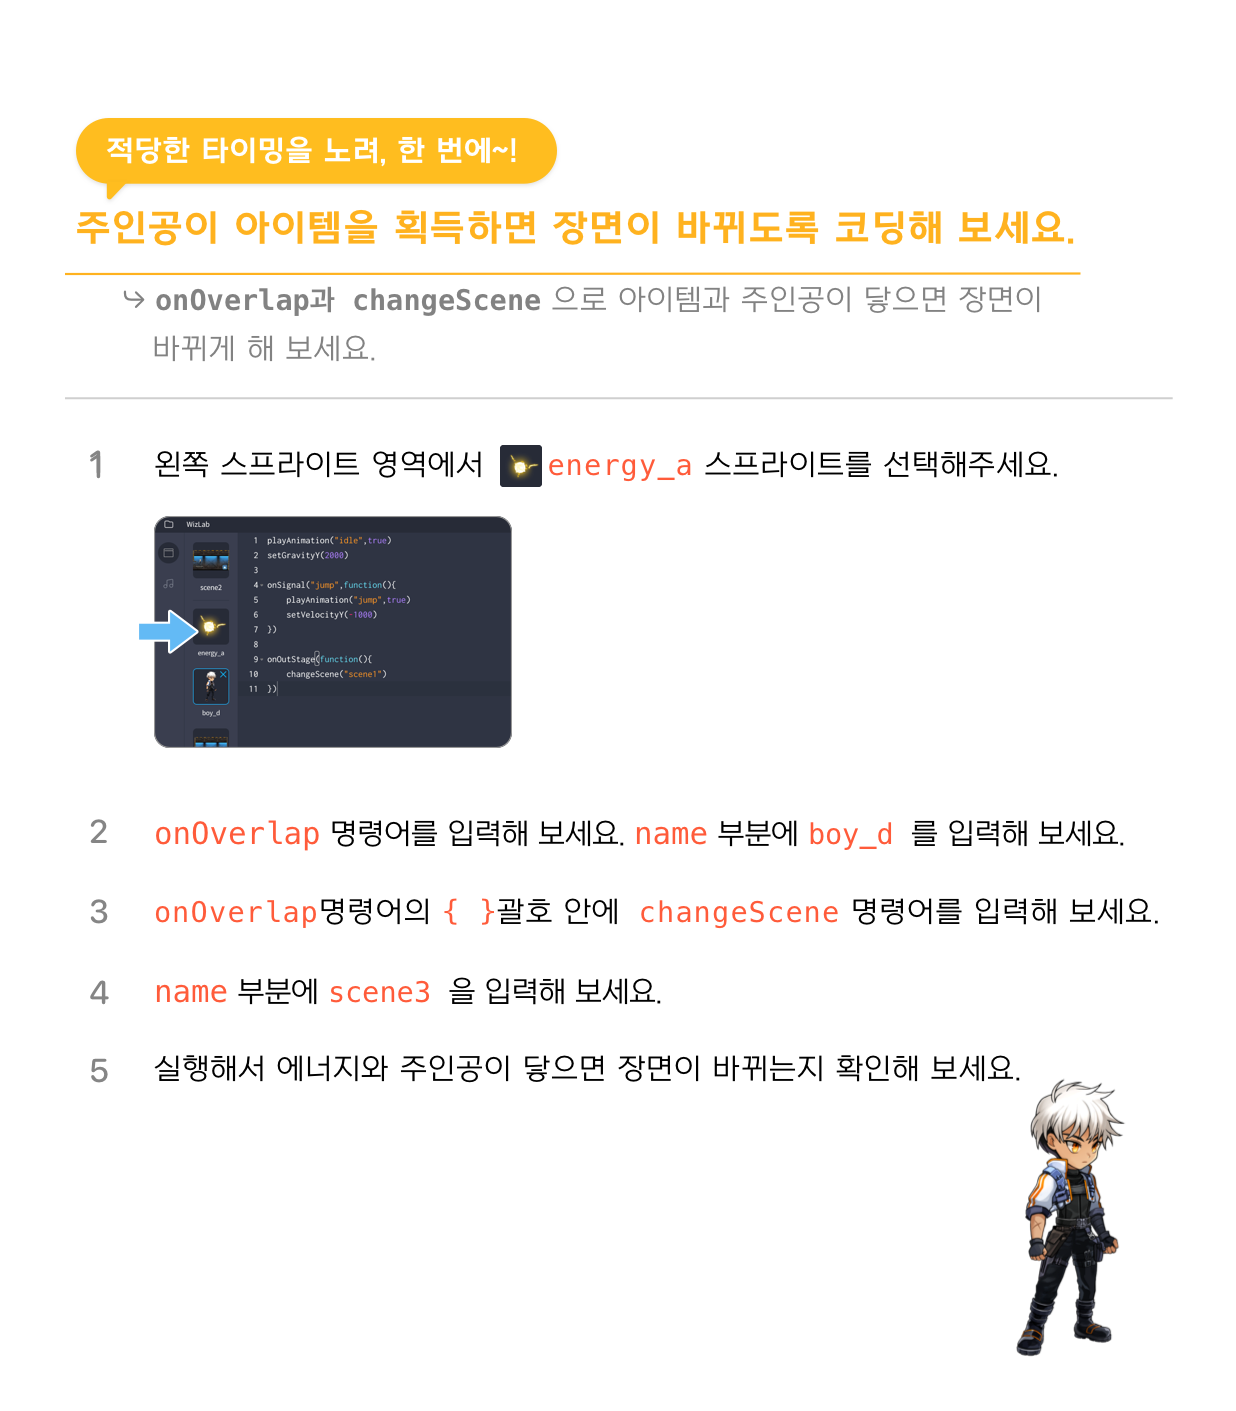 적당한 타이밍을 노려, 한 번에~!
주인공이 아이템을 획득하면 장면이 바뀌도록 코딩해 보세요.
↪ onOverlap과 changeScene 으로 아이템과 주인공이 닿으면 장면이
바뀌게 해 보세요.
1 왼쪽 스프라이트 영역에서 energy_a 스프라이트를 선택해주세요.
WizLab
scene2
energy_a
boy_d
1 playAnimation("idle",true)
2 setGravityY(2000)
3
4 onSignal("jump",function(){
5 playAnimation("jump",true)
6 setVelocityY(-1000)
7 })
8
9 onOutStage(function(){
10 changeScene("scene1")
11 })
2 onOverlap 명령어를 입력해 보세요. name 부분에 boy_d 를 입력해 보세요.
3 onOverlap명령어의 { }괄호 안에 changeScene 명령어를 입력해 보세요.
4 name 부분에 scene3 을 입력해 보세요.
5 실행해서 에너지와 주인공이 닿으면 장면이 바뀌는지 확인해 보세요.